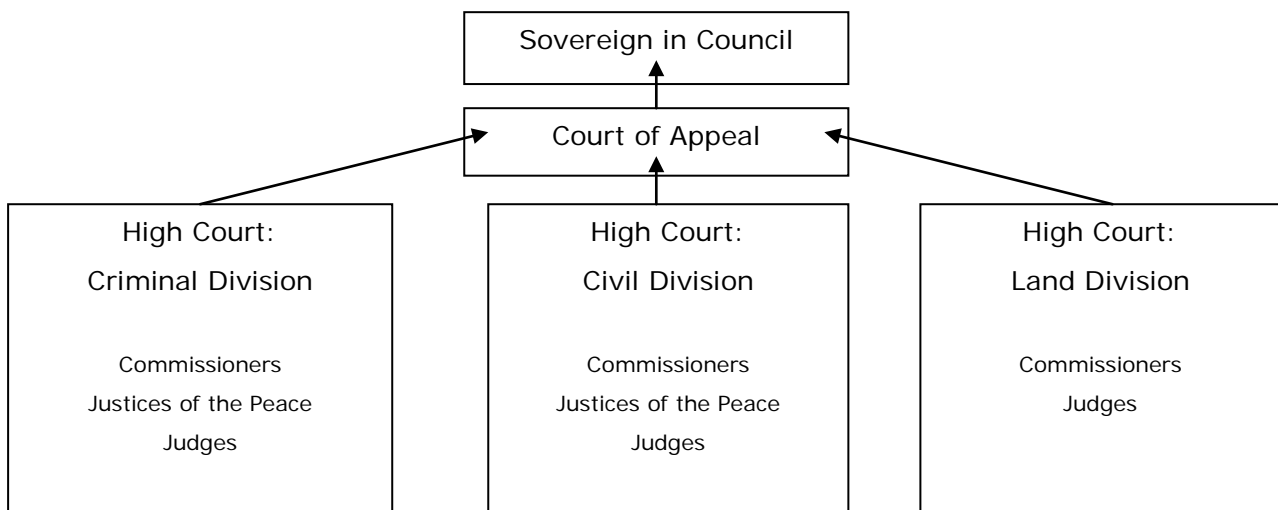 Sovereign in Council
Court of Appeal
High Court:
Criminal Division
Commissioners
Justices of the Peace
Judges
High Court:
Civil Division
Commissioners
Justices of the Peace
Judges
High Court:
Land Division
Commissioners
Judges